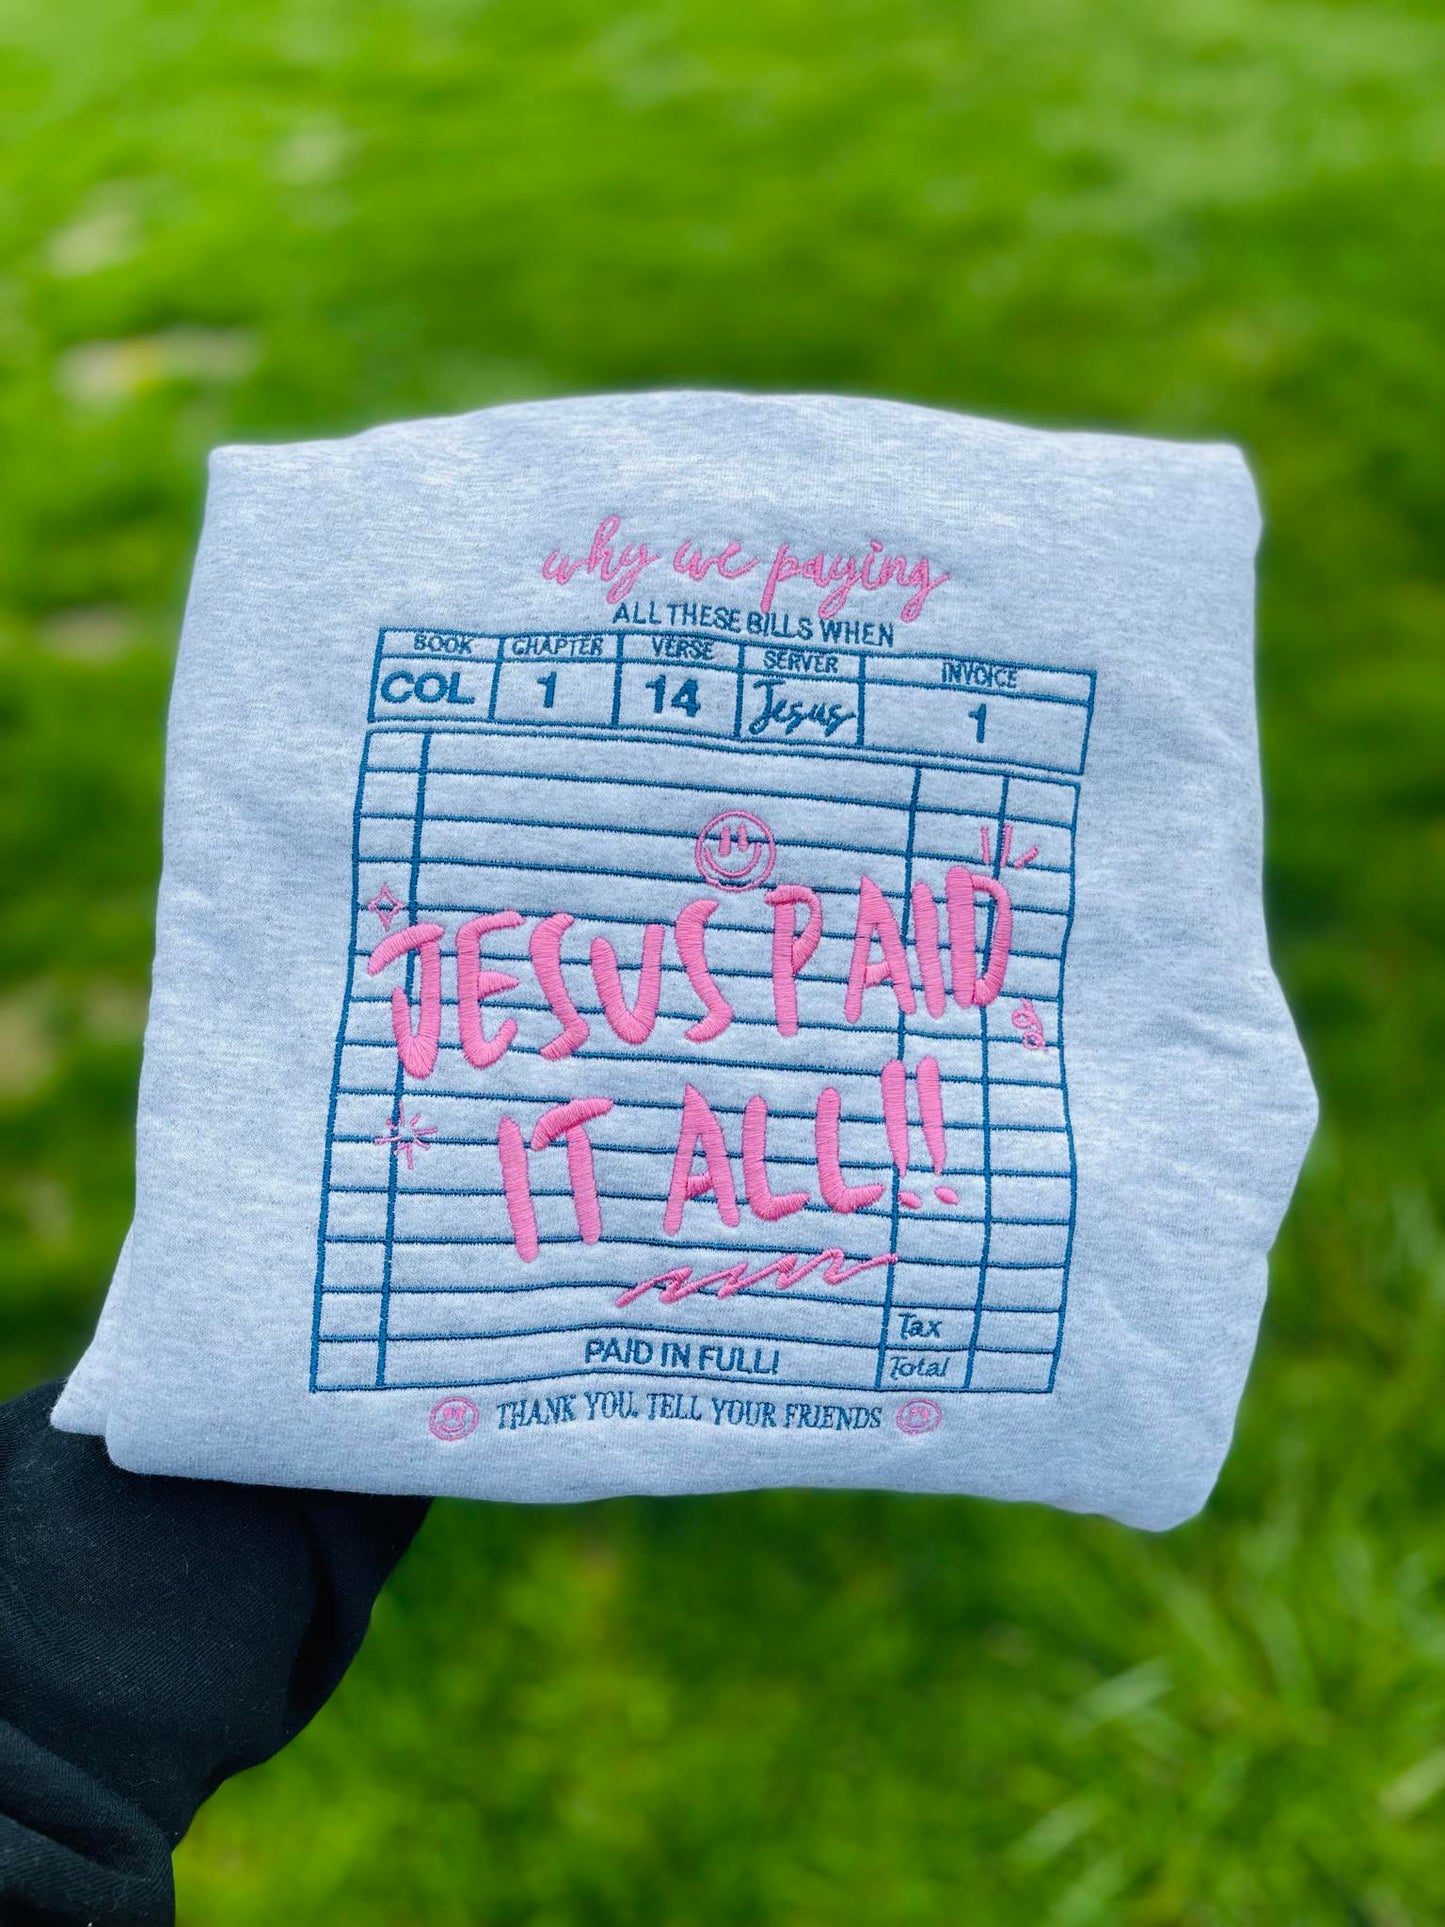 why we paying
ALL THESE BILLS WHEN
BOOK CHAPTER VERSE SERVER INVOICE
COL 1 14 Jesus 1
JESUS PAID
IT ALL!!
Tax
PAID IN FULL! Total
THANK YOU, TELL YOUR FRIENDS